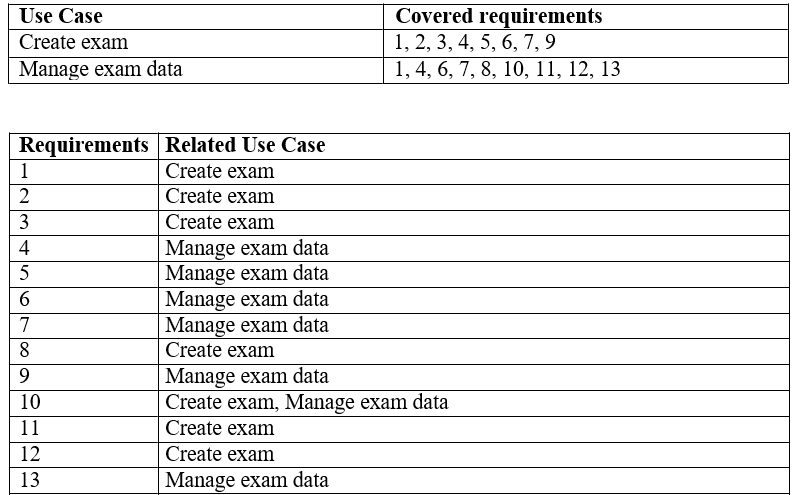 Use Case Covered requirements
Create exam 1, 2, 3, 4, 5, 6, 7, 9
Manage exam data 1, 4, 6, 7, 8, 10, 11, 12, 13
Requirements Related Use Case
1 Create exam
2 Create exam
3 Create exam
4 Manage exam data
5 Manage exam data
6 Manage exam data
7 Manage exam data
8 Create exam
9 Manage exam data
10 Create exam, Manage exam data
11 Create exam
12 Create exam
13 Manage exam data